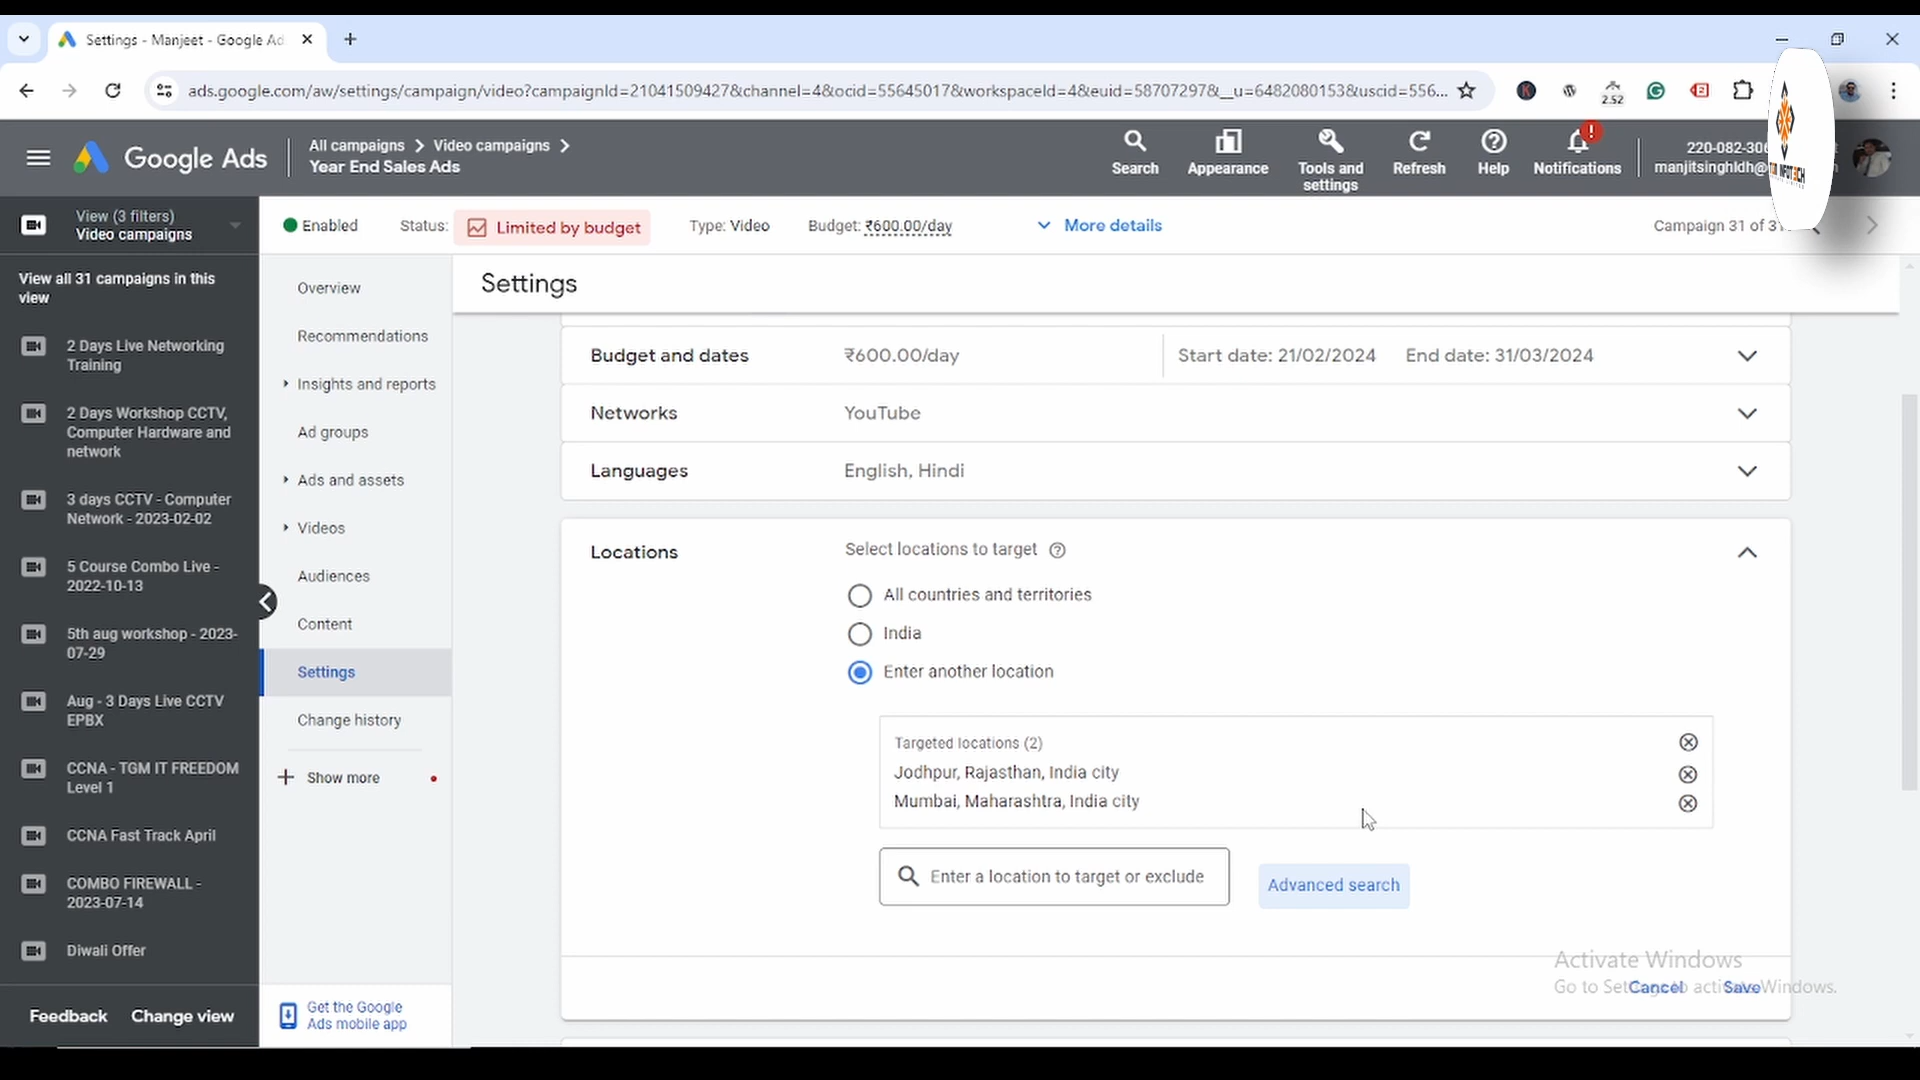 Settings - Manjeet - Google Ad
ads.google.com/aw/settings/campaign/video?campaignId=21041509427&channel=4&ocid=55645017&workspaceId=4&euid=58707297&__u=6482080153&uscid=556...
2.52
Google Ads
All campaigns
Video campaigns
Year End Sales Ads
Search
Appearance
Tools and
settings
Refresh
Help
!
Notifications
220-082-30
manjitsinghldh@
View (3 filters)
Video campaigns
Enabled
Status:
Limited by budget
Type: Video
Budget: ₹600.00/day
More details
Campaign 31 of 31
View all 31 campaigns in this
view
2 Days Live Networking
Training
2 Days Workshop CCTV,
Computer Hardware and
network
3 days CCTV - Computer
Network - 2023-02-02
5 Course Combo Live -
2022-10-13
5th aug workshop - 2023-
07-29
Aug - 3 Days Live CCTV
EPBX
CCNA - TGM IT FREEDOM
Level 1
CCNA Fast Track April
COMBO FIREWALL -
2023-07-14
Diwali Offer
Feedback
Change view
Overview
Recommendations
Insights and reports
Ad groups
Ads and assets
Videos
Audiences
Content
Settings
Change history
Show more
Get the Google
Ads mobile app
Settings
Budget and dates
₹600.00/day
Start date: 21/02/2024
End date: 31/03/2024
Networks
YouTube
Languages
English, Hindi
Locations
Select locations to target
All countries and territories
India
Enter another location
Targeted locations (2)
Jodhpur, Rajasthan, India city
Mumbai, Maharashtra, India city
Enter a location to target or exclude
Advanced search
Cancel
Save
Activate Windows
Go to Settings to activate Windows.